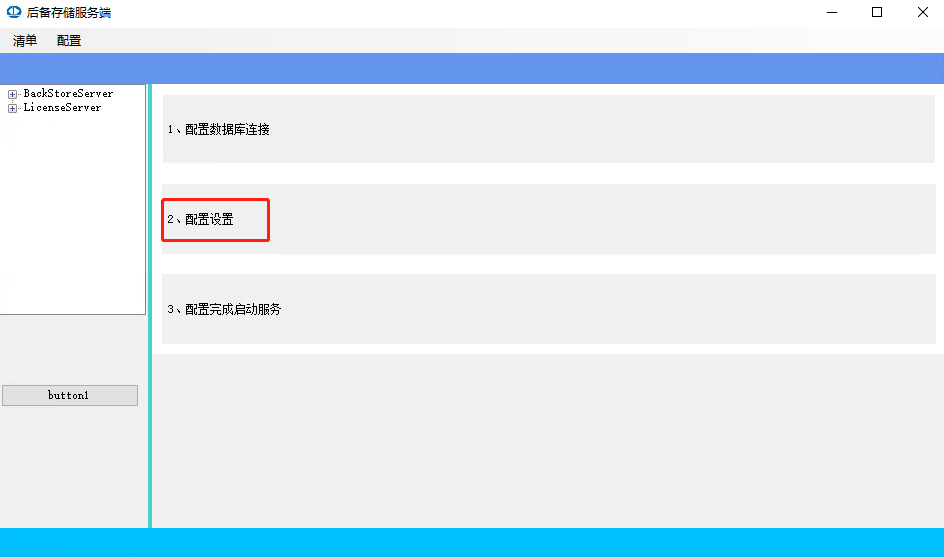 后备存储服务端
清单 配置
BackStoreServer
LicenseServer
1、配置数据库连接
2、配置设置
3、配置完成启动服务
button1